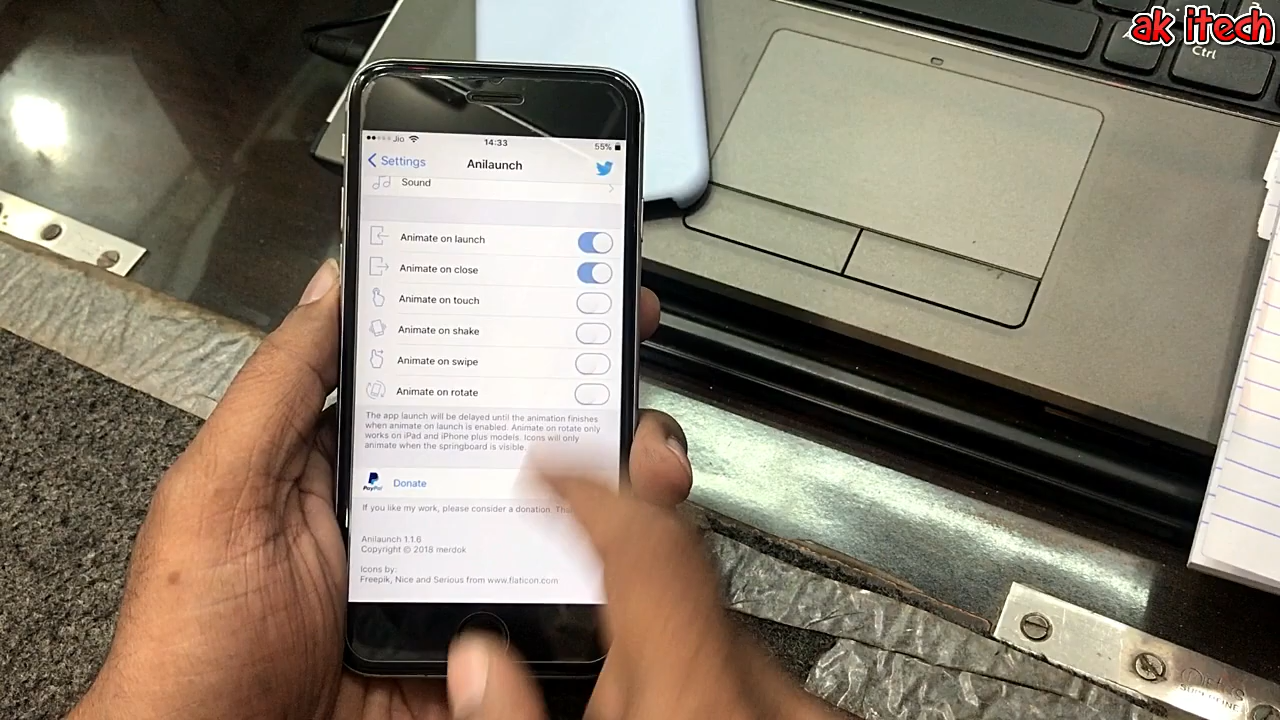 ak itech
Ctrl
Jio
14:33
55%
Settings
Anilaunch
Sound
Animate on launch
Animate on close
Animate on touch
Animate on shake
Animate on swipe
Animate on rotate
The app launch will be delayed until the animation finishes
when animate on launch is enabled. Animate on rotate only
works on iPad and iPhone plus models. Icons will only
animate when the springboard is visible.
PayPal
Donate
If you like my work, please consider a donation.
Anilaunch 1.1.6
Copyright © 2018 merdok
Icons by:
Freepik, Nice and Serious from www.flaticon.com